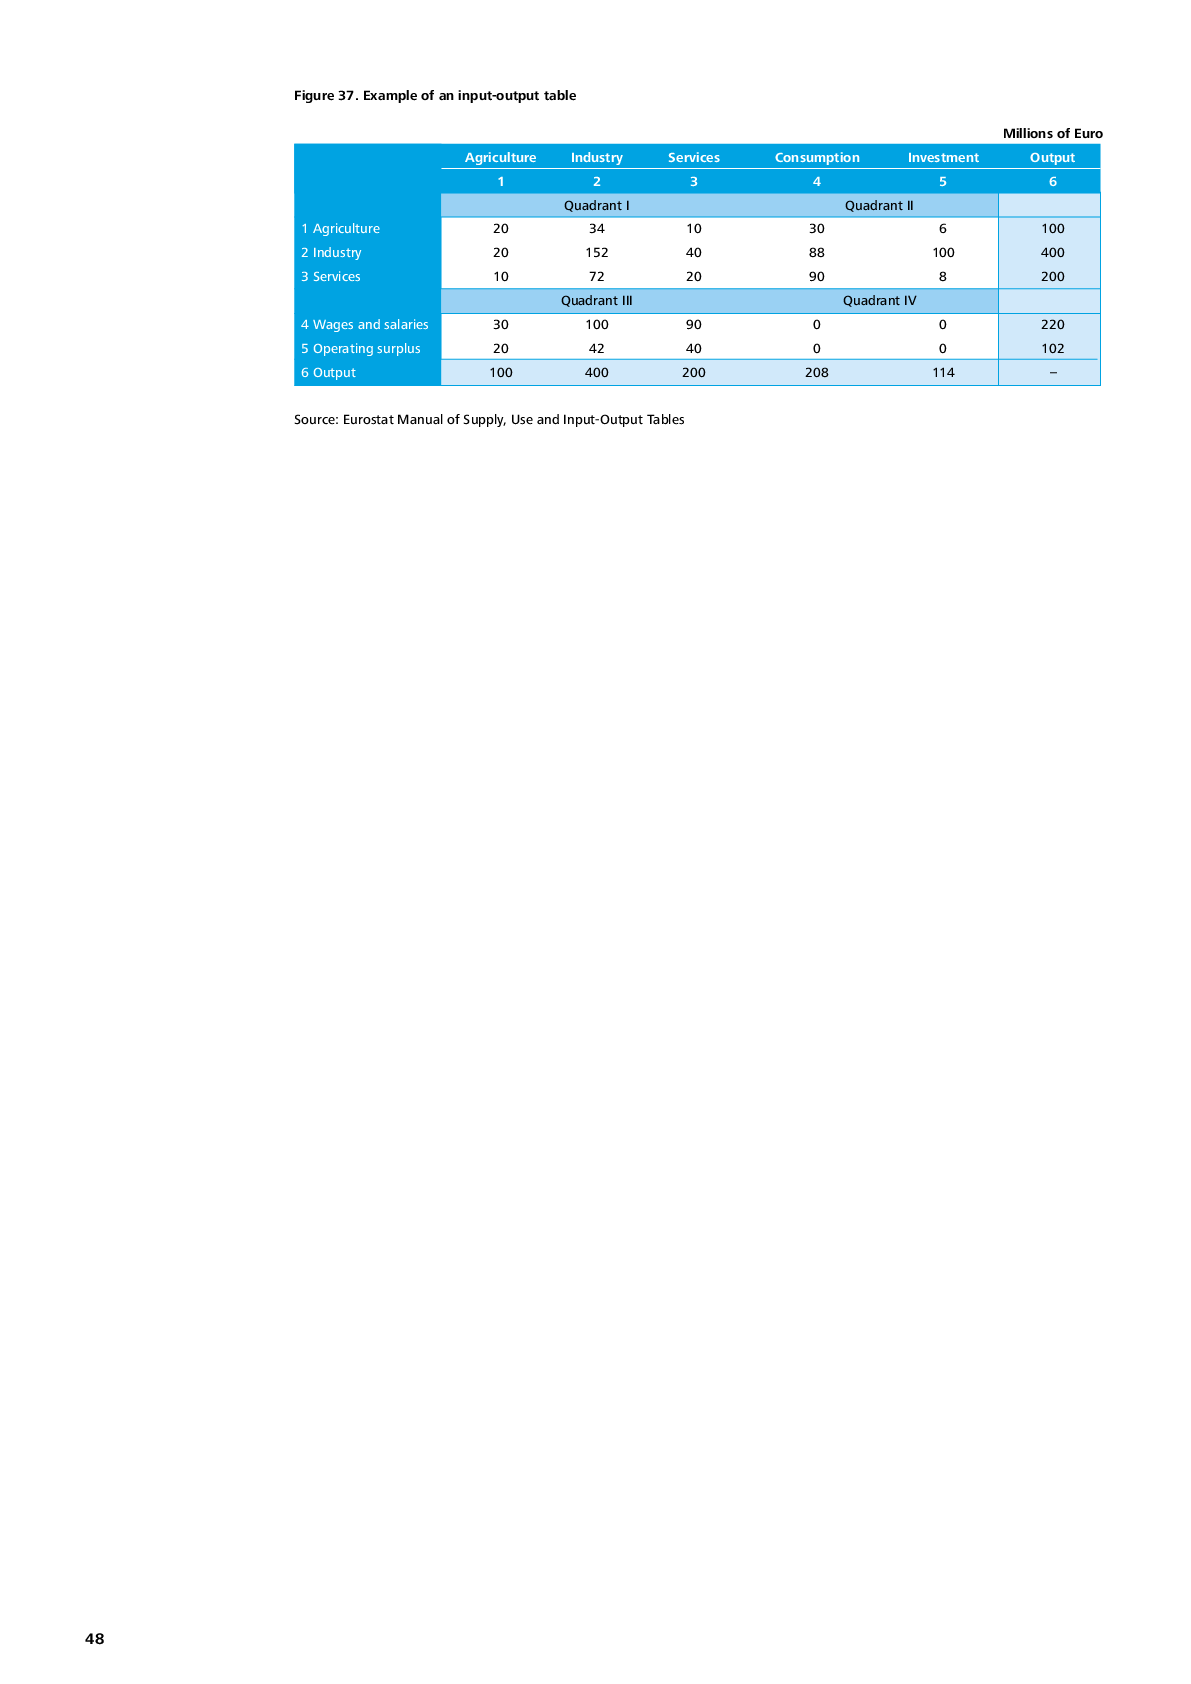 Figure 37. Example of an input-output table
Millions of Euro
Agriculture Industry Services Consumption Investment Output
1 2 3 4 5 6
Quadrant I Quadrant II
1 Agriculture 20 34 10 30 6 100
2 Industry 20 152 40 88 100 400
3 Services 10 72 20 90 8 200
Quadrant III Quadrant IV
4 Wages and salaries 30 100 90 0 0 220
5 Operating surplus 20 42 40 0 0 102
6 Output 100 400 200 208 114 –
Source: Eurostat Manual of Supply, Use and Input-Output Tables
48